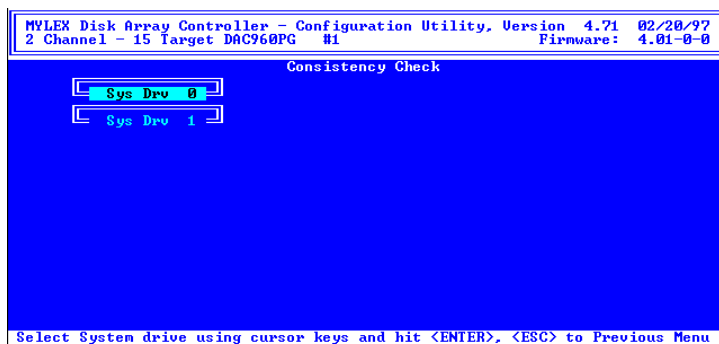 MYLEX Disk Array Controller - Configuration Utility, Version 4.71 02/20/97
2 Channel - 15 Target DAC960PG #1 Firmware: 4.01-0-0
Consistency Check
Sys Drv 0
Sys Drv 1
Select System drive using cursor keys and hit <ENTER>, <ESC> to Previous Menu